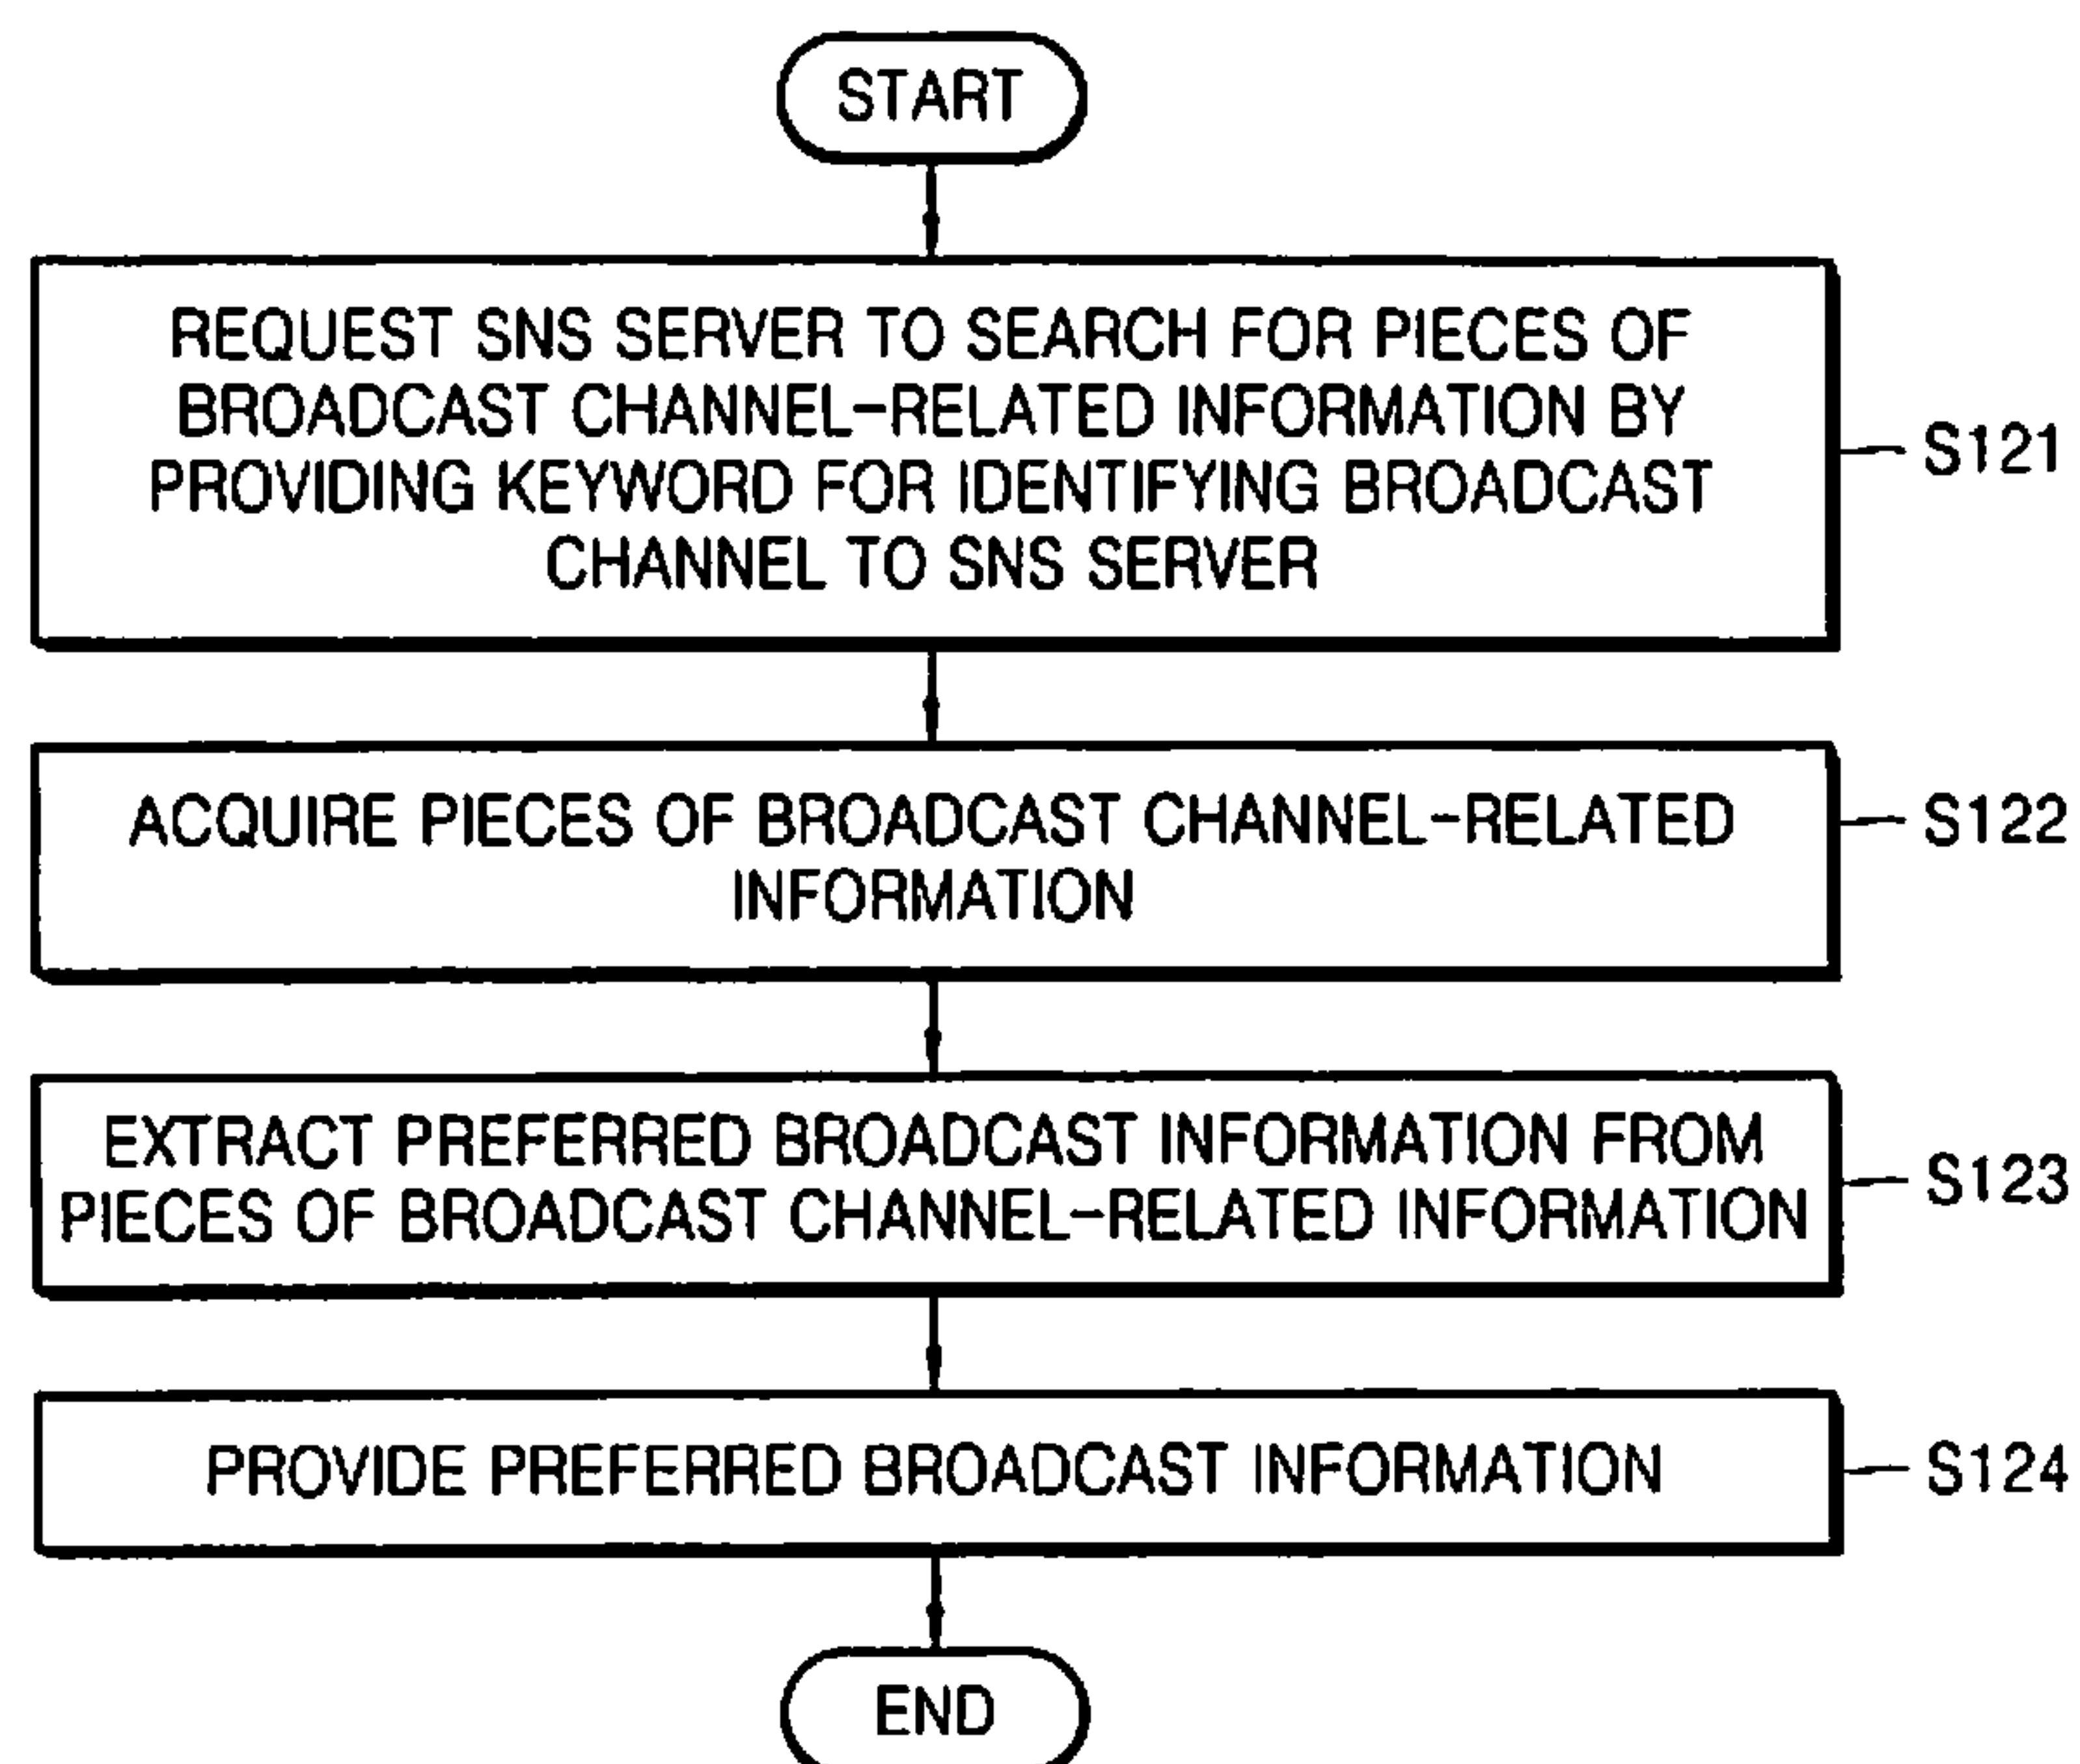 START
REQUEST SNS SERVER TO SEARCH FOR PIECES OF
BROADCAST CHANNEL-RELATED INFORMATION BY
PROVIDING KEYWORD FOR IDENTIFYING BROADCAST
CHANNEL TO SNS SERVER
S121
ACQUIRE PIECES OF BROADCAST CHANNEL-RELATED
INFORMATION
S122
EXTRACT PREFERRED BROADCAST INFORMATION FROM
PIECES OF BROADCAST CHANNEL-RELATED INFORMATION
S123
PROVIDE PREFERRED BROADCAST INFORMATION
S124
END